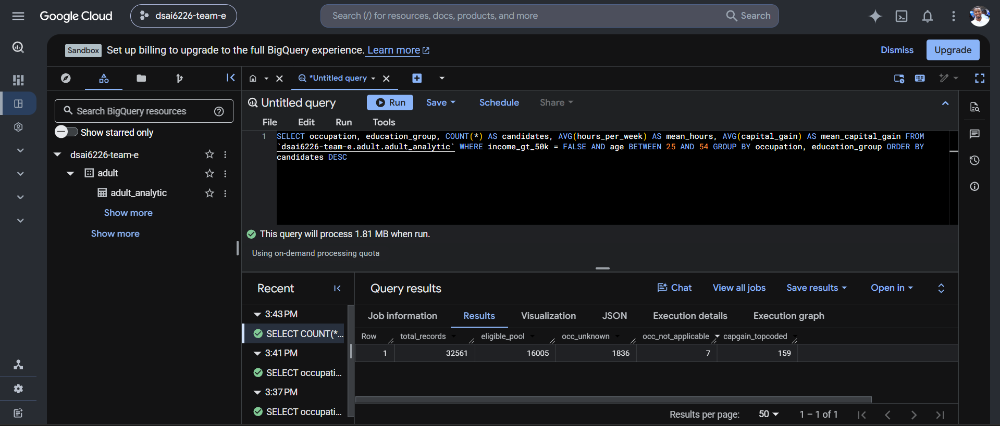 Google Cloud
dsai6226-team-e
Search (/) for resources, docs, products, and more
Search
Sandbox Set up billing to upgrade to the full BigQuery experience. Learn more
Dismiss
Upgrade
*Untitled query
Search BigQuery resources
Show starred only
dsai6226-team-e
adult
adult_analytic
Show more
Show more
Untitled query
Run
Save
Schedule
Share
File
Edit
Run
Tools
1
SELECT occupation, education_group, COUNT(*) AS candidates, AVG(hours_per_week) AS mean_hours, AVG(capital_gain) AS mean_capital_gain FROM
`dsai6226-team-e.adult.adult_analytic` WHERE income_gt_50k = FALSE AND age BETWEEN 25 AND 54 GROUP BY occupation, education_group ORDER BY
candidates DESC
This query will process 1.81 MB when run.
Using on-demand processing quota
Recent
3:43 PM
SELECT COUNT(*...
3:41 PM
SELECT occupati...
3:37 PM
SELECT occupati...
Query results
Chat
View all jobs
Save results
Open in
Job information
Results
Visualization
JSON
Execution details
Execution graph
Row total_records eligible_pool occ_unknown occ_not_applicable capgain_topcoded
1 32561 16005 1836 7 159
Results per page: 50 1 – 1 of 1